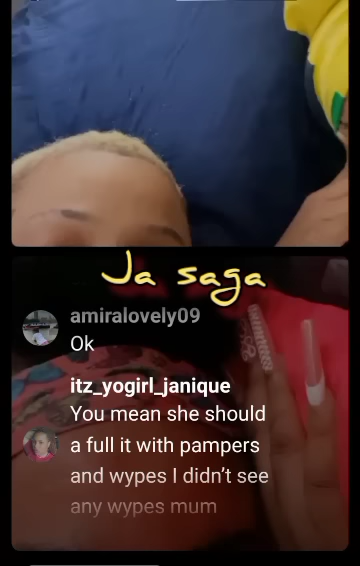 Ja saga
amiralovely09
Ok
itz_yogirl_janique
You mean she should
a full it with pampers
and wypes I didn't see
any wypes mum